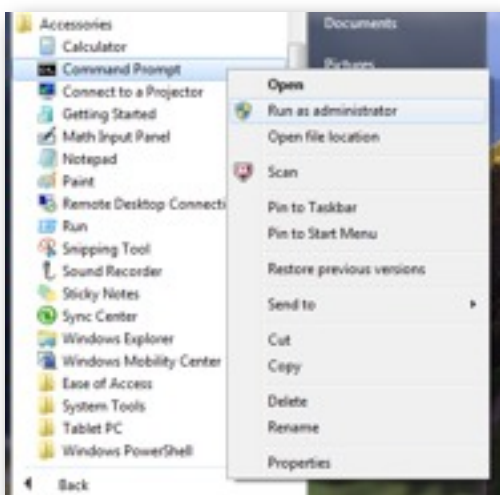 Accessories
Calculator
Command Prompt
Connect to a Projector
Getting Started
Math Input Panel
Notepad
Paint
Remote Desktop Connecti
Run
Snipping Tool
Sound Recorder
Sticky Notes
Sync Center
Windows Explorer
Windows Mobility Center
Ease of Access
System Tools
Tablet PC
Windows PowerShell
Back
Documents
Pictures
Open
Run as administrator
Open file location
Scan
Pin to Taskbar
Pin to Start Menu
Restore previous versions
Send to
Cut
Copy
Delete
Rename
Properties